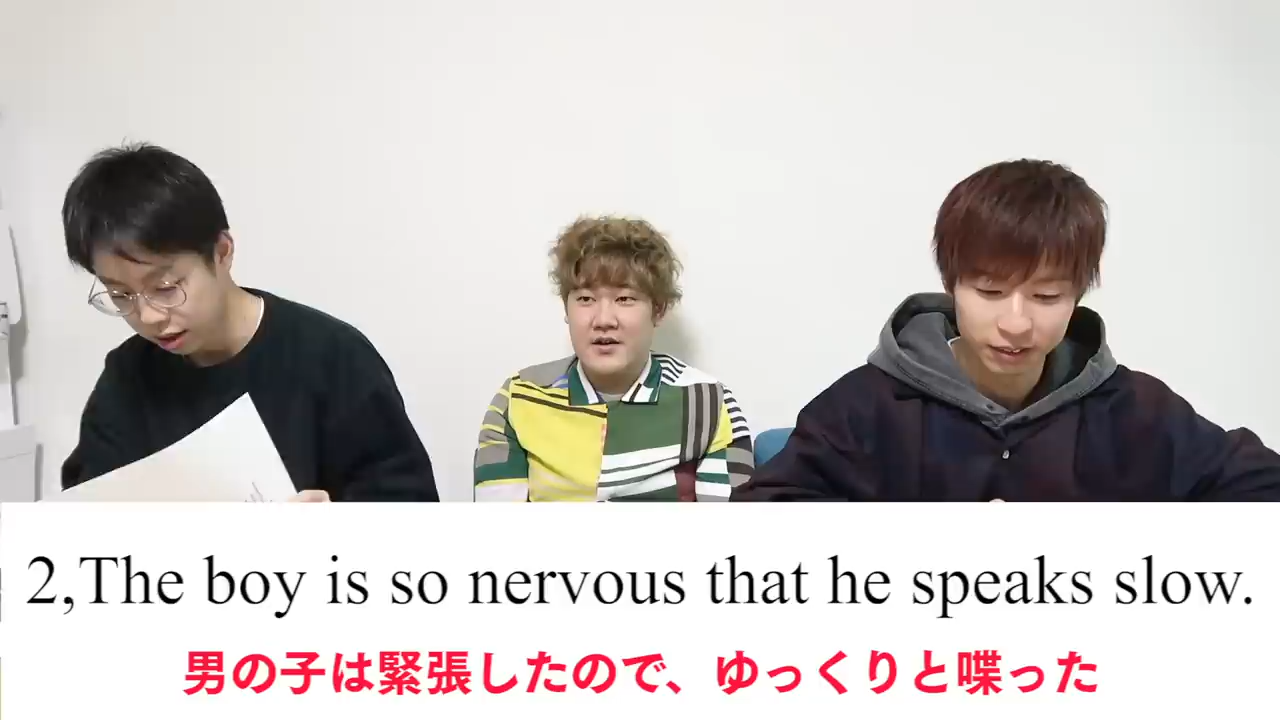 2,The boy is so nervous that he speaks slow.
男の子は緊張したので、ゆっくりと喋った